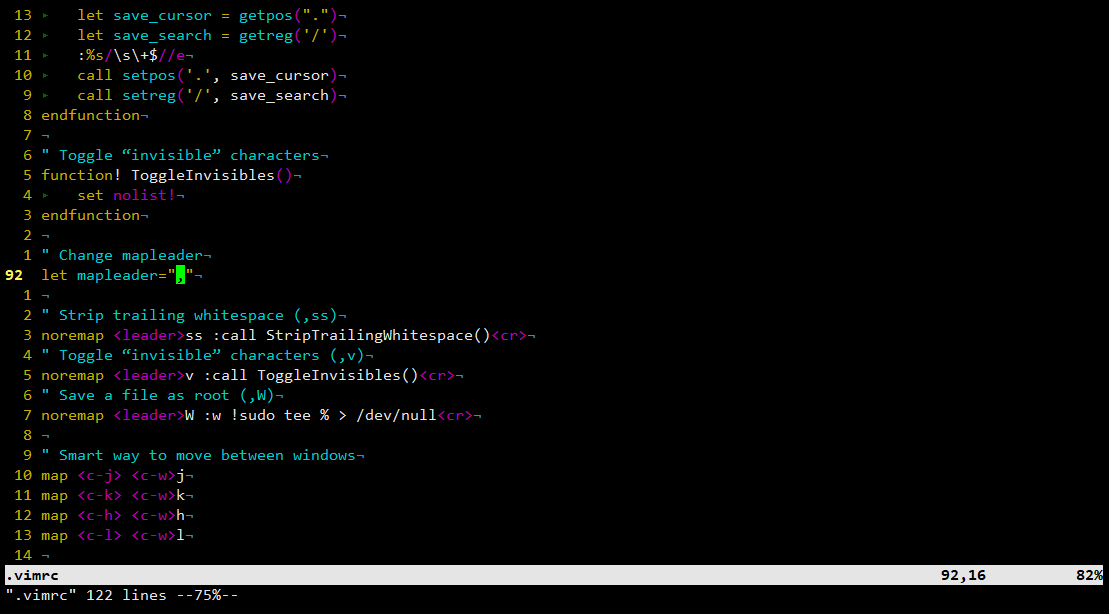 13 ▸   let save_cursor = getpos(".")¬
12 ▸   let save_search = getreg('/')¬
11 ▸   :%s/\s\+$//e¬
10 ▸   call setpos('.', save_cursor)¬
9 ▸   call setreg('/', save_search)¬
8 endfunction¬
7 ¬
6 " Toggle “invisible” characters¬
5 function! ToggleInvisibles()¬
4 ▸   set nolist!¬
3 endfunction¬
2 ¬
1 " Change mapleader¬
92 let mapleader=","¬
1 ¬
2 " Strip trailing whitespace (,ss)¬
3 noremap <leader>ss :call StripTrailingWhitespace()<cr>¬
4 " Toggle “invisible” characters (,v)¬
5 noremap <leader>v :call ToggleInvisibles()<cr>¬
6 " Save a file as root (,W)¬
7 noremap <leader>W :w !sudo tee % > /dev/null<cr>¬
8 ¬
9 " Smart way to move between windows¬
10 map <c-j> <c-w>j¬
11 map <c-k> <c-w>k¬
12 map <c-h> <c-w>h¬
13 map <c-l> <c-w>l¬
14 ¬
.vimrc 92,16 82%
".vimrc" 122 lines --75%--